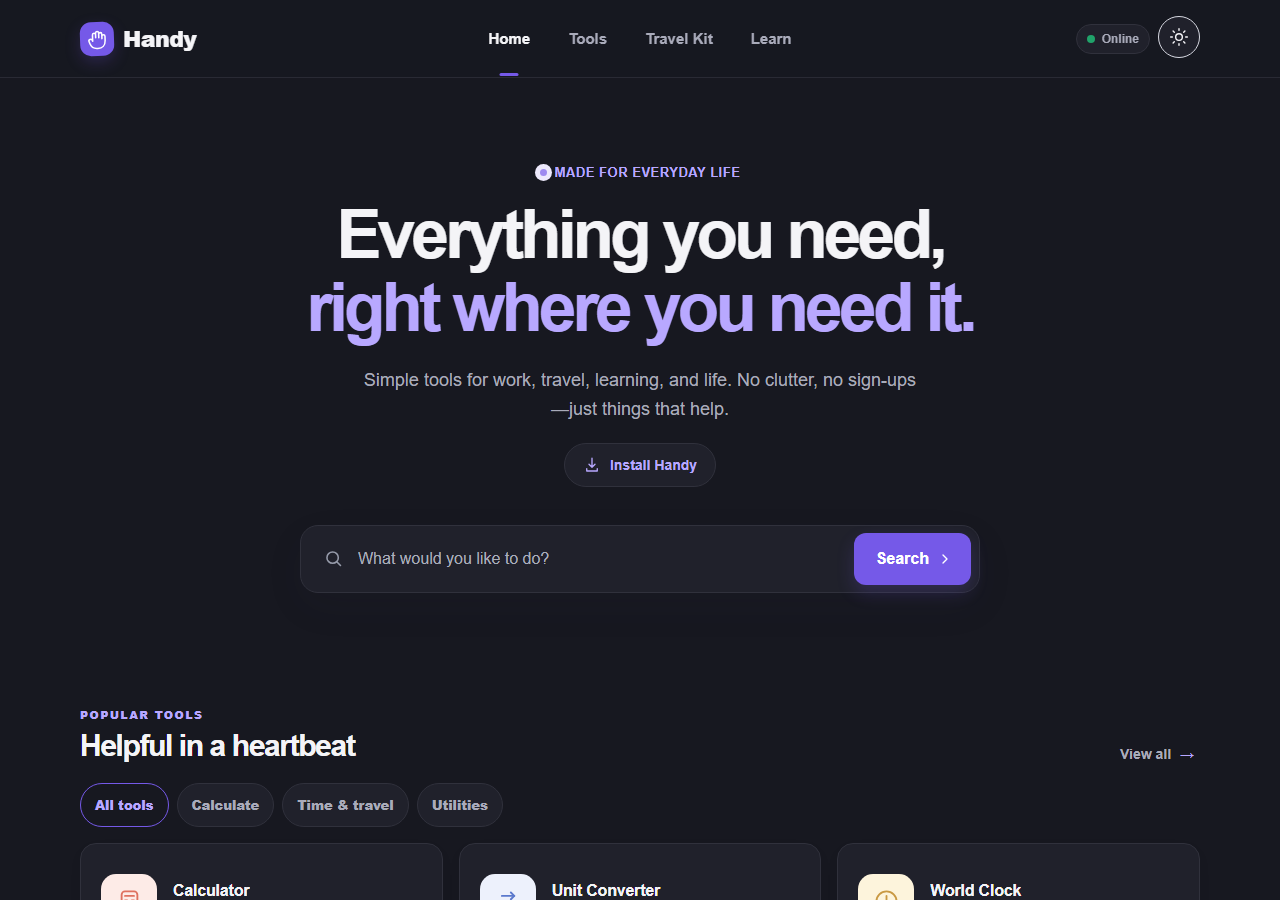 Handy
Home Tools Travel Kit Learn
Online
MADE FOR EVERYDAY LIFE
Everything you need,
right where you need it.
Simple tools for work, travel, learning, and life. No clutter, no sign-ups
—just things that help.
Install Handy
What would you like to do?
Search
POPULAR TOOLS
Helpful in a heartbeat
View all →
All tools Calculate Time & travel Utilities
Calculator Unit Converter World Clock